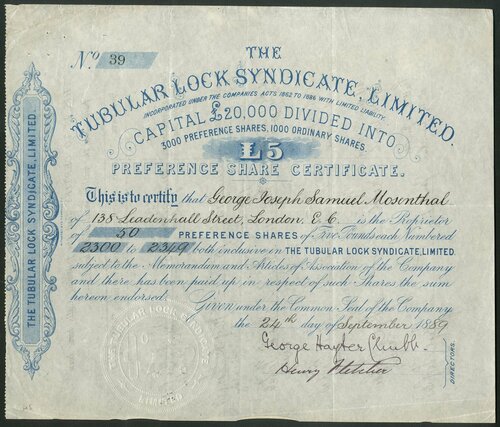 No 39
THE
TUBULAR LOCK SYNDICATE, LIMITED.
INCORPORATED UNDER THE COMPANIES ACTS 1862 TO 1886 WITH LIMITED LIABILITY.
CAPITAL £20,000 DIVIDED INTO
3000 PREFERENCE SHARES, 1000 ORDINARY SHARES
£5
PREFERENCE SHARE CERTIFICATE.
This is to certify that George Joseph Samuel Mosenthal
of 138 Leadenhall Street, London, E.C. is the Proprietor
of 50 PREFERENCE SHARES of Five Pounds each Numbered
2300 to 2349 both inclusive in THE TUBULAR LOCK SYNDICATE, LIMITED.
subject to the Memorandum and Articles of Association of the Company
and there has been paid up in respect of such Shares the sum
hereon endorsed.
Given under the Common Seal of the Company
the 24th day of September 1889
George Hayter Chubb.
Henry Fletcher
DIRECTORS.
THE TUBULAR LOCK SYNDICATE, LIMITED.
TUBULAR LOCK SYNDICATE
LIMITED